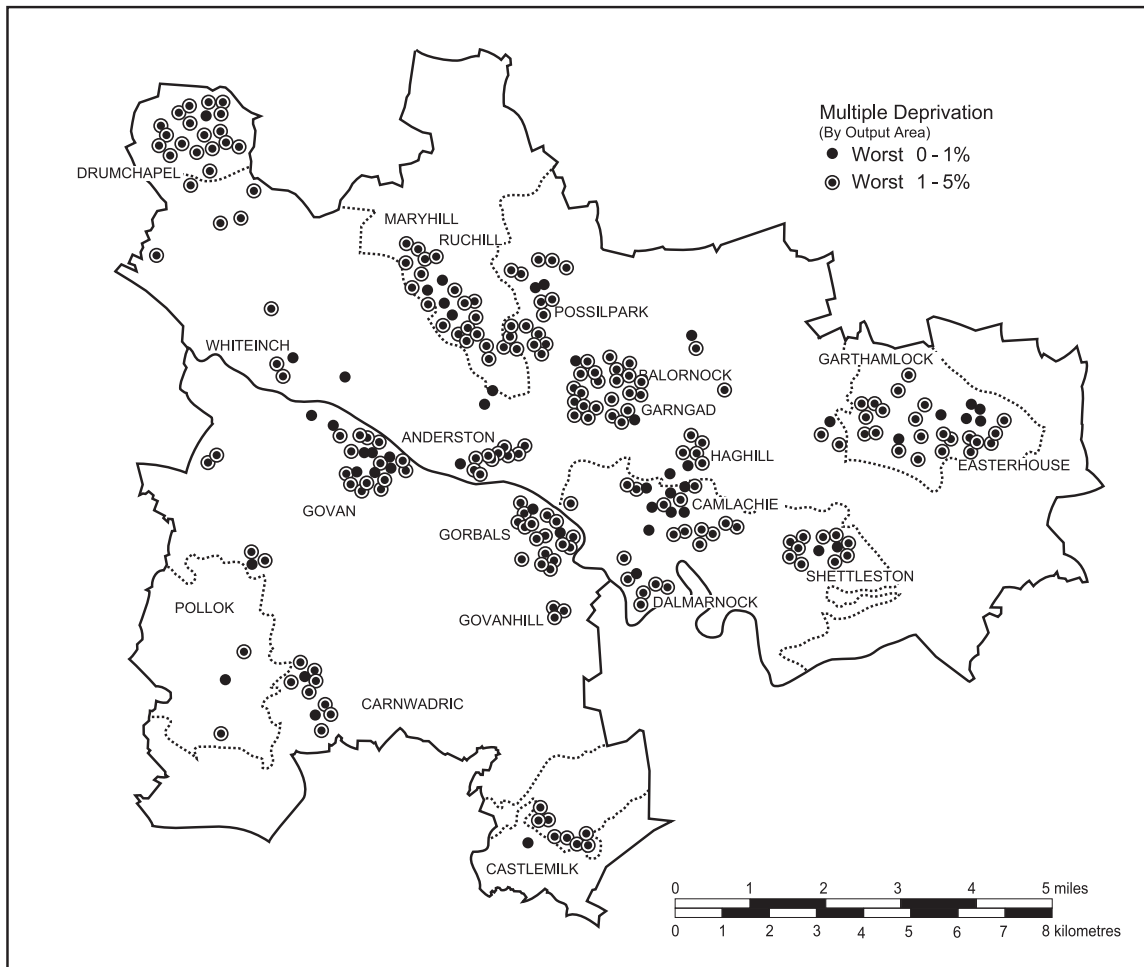 Multiple Deprivation
(By Output Area)
Worst 0 - 1%
Worst 1 - 5%
DRUMCHAPEL
MARYHILL
RUCHILL
POSSILPARK
WHITEINCH
GARTHAMLOCK
BALORNOCK
GARNGAD
ANDERSTON
HAGHILL
EASTERHOUSE
GOVAN
CAMLACHIE
GORBALS
SHETTLESTON
POLLOK
DALMARNOCK
GOVANHILL
CARNWADRIC
CASTLEMILK
0 1 2 3 4 5 miles
0 1 2 3 4 5 6 7 8 kilometres